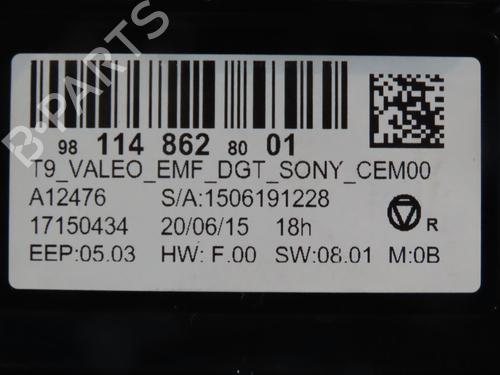 98 114 862 80 01
T9_VALEO_EMF_DGT_SONY_CEM00
A12476 S/A:1506191228
17150434 20/06/15 18h
R
EEP:05.03 HW: F.00 SW:08.01 M:0B
B-PARTS